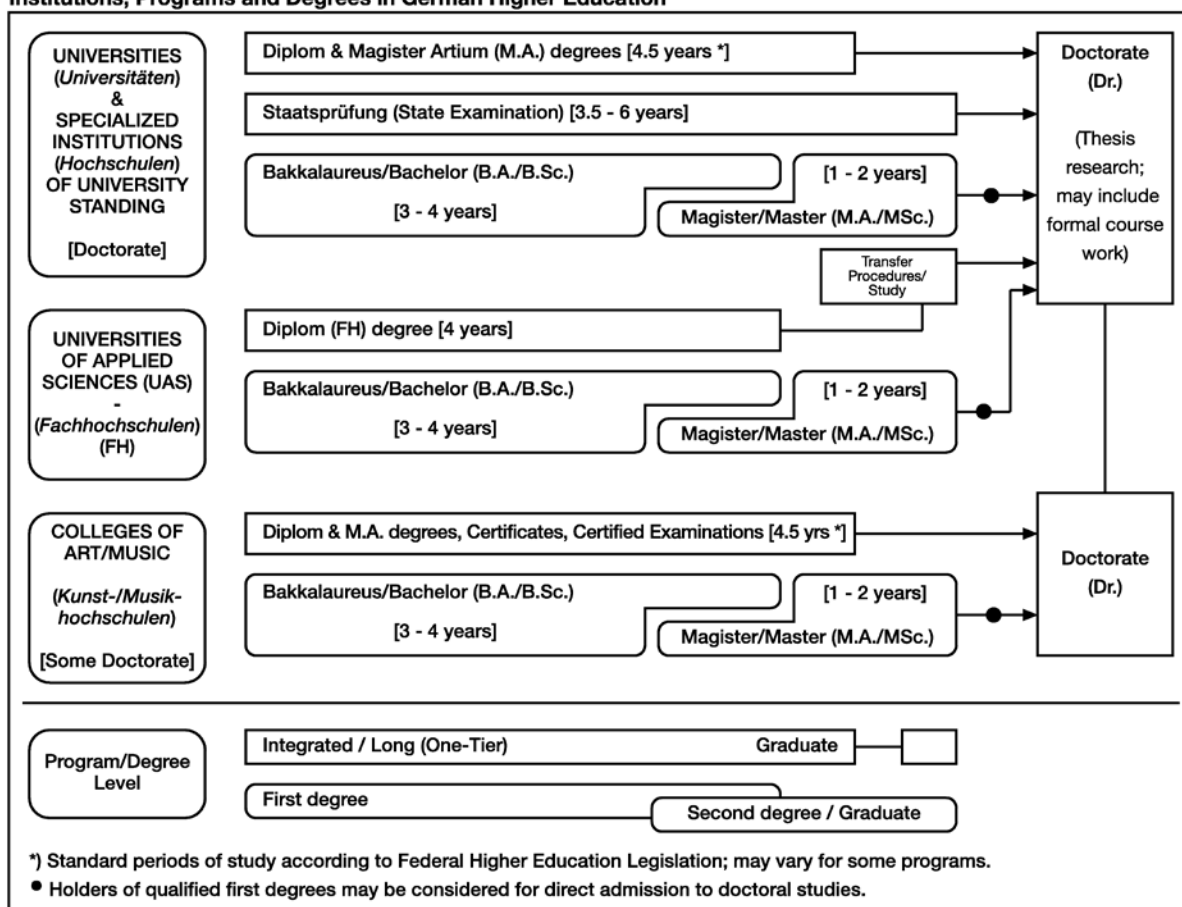 Institutions, Programs and Degrees in German Higher Education
UNIVERSITIES
(Universitäten)
&
SPECIALIZED
INSTITUTIONS
(Hochschulen)
OF UNIVERSITY
STANDING
[Doctorate]
Diplom & Magister Artium (M.A.) degrees [4.5 years *]
Staatsprüfung (State Examination) [3.5 - 6 years]
Bakkalaureus/Bachelor (B.A./B.Sc.)
[3 - 4 years]
[1 - 2 years]
Magister/Master (M.A./MSc.)
Transfer
Procedures/
Study
Doctorate
(Dr.)
(Thesis
research;
may include
formal course
work)
UNIVERSITIES
OF APPLIED
SCIENCES (UAS)
-
(Fachhochschulen)
(FH)
Diplom (FH) degree [4 years]
Bakkalaureus/Bachelor (B.A./B.Sc.)
[3 - 4 years]
[1 - 2 years]
Magister/Master (M.A./MSc.)
COLLEGES OF
ART/MUSIC
(Kunst-/Musik-
hochschulen)
[Some Doctorate]
Diplom & M.A. degrees, Certificates, Certified Examinations [4.5 yrs *]
Bakkalaureus/Bachelor (B.A./B.Sc.)
[3 - 4 years]
[1 - 2 years]
Magister/Master (M.A./MSc.)
Doctorate
(Dr.)
Program/Degree
Level
Integrated / Long (One-Tier) Graduate
First degree
Second degree / Graduate
*) Standard periods of study according to Federal Higher Education Legislation; may vary for some programs.
● Holders of qualified first degrees may be considered for direct admission to doctoral studies.